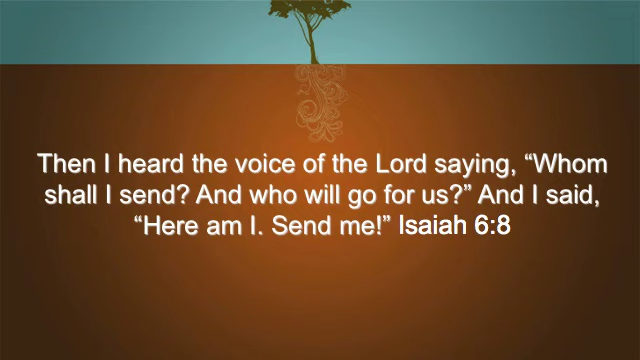 Then I heard the voice of the Lord saying, “Whom
shall I send? And who will go for us?” And I said,
“Here am I. Send me!” Isaiah 6:8